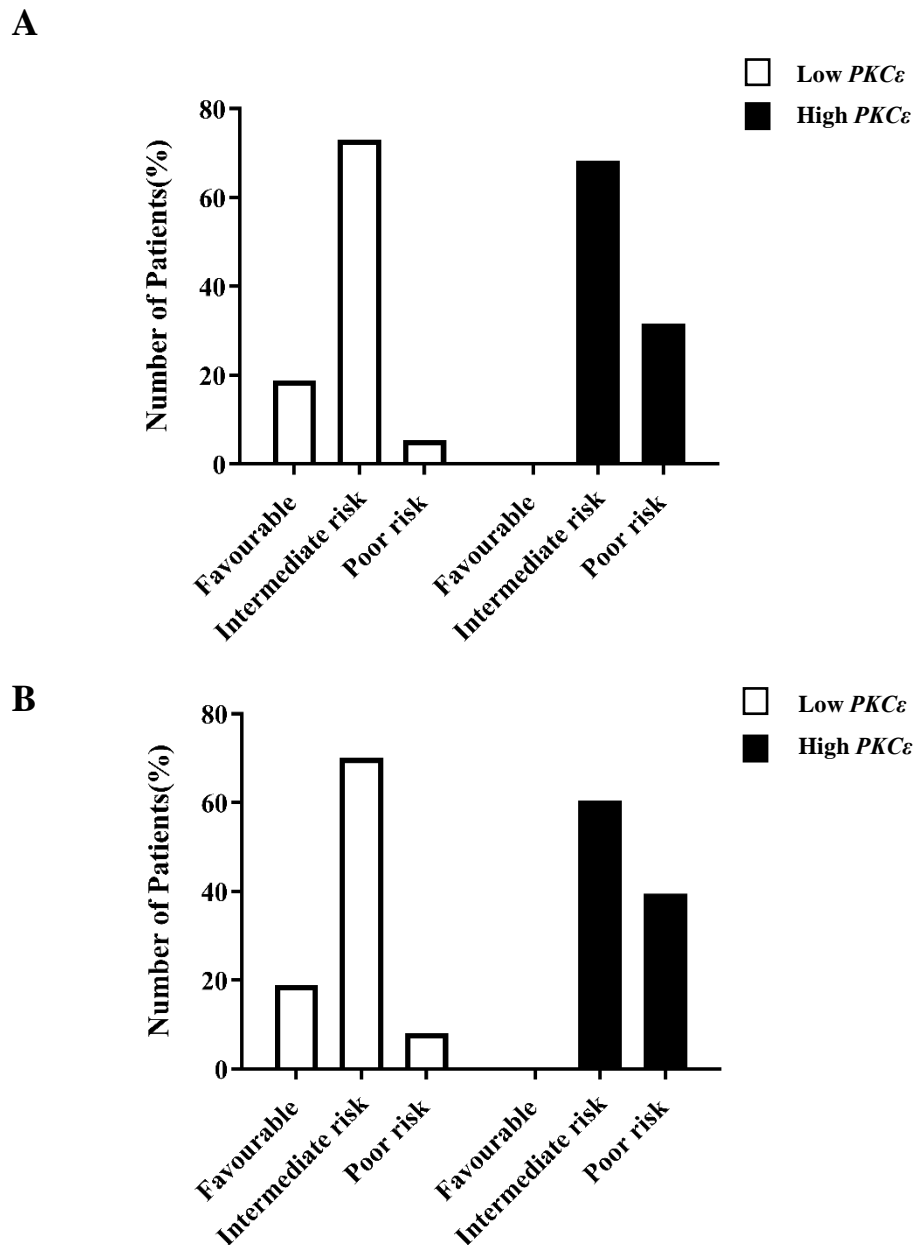 A
Low PKCε
High PKCε
Number of Patients(%)
80
60
40
20
0
Favourable
Intermediate risk
Poor risk
Favourable
Intermediate risk
Poor risk
B
Low PKCε
High PKCε
Number of Patients(%)
80
60
40
20
0
Favourable
Intermediate risk
Poor risk
Favourable
Intermediate risk
Poor risk